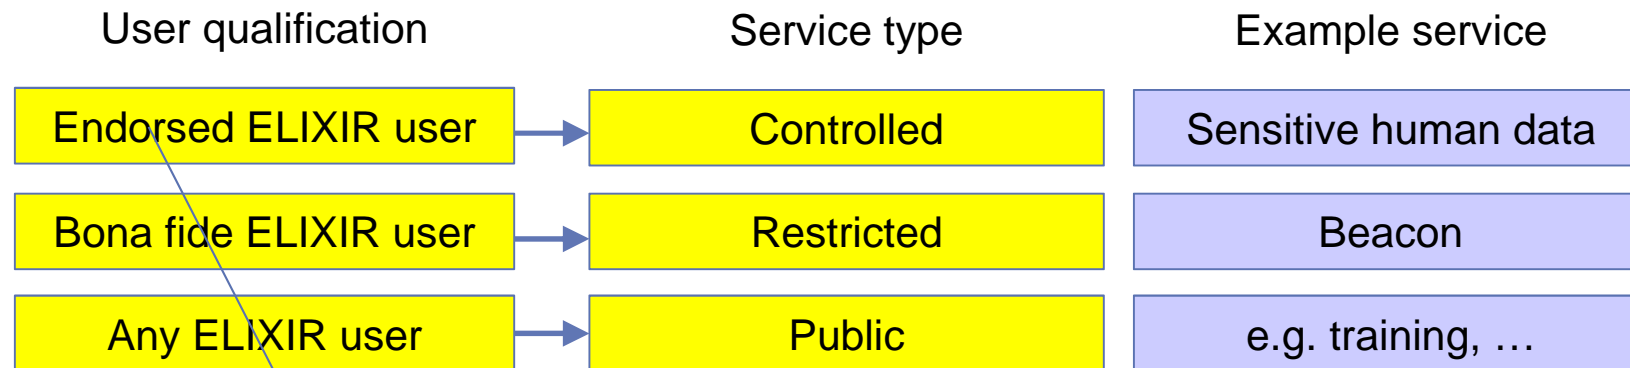 User qualification
Service type
Example service
Endorsed ELIXIR user
Controlled
Sensitive human data
Bona fide ELIXIR user
Restricted
Beacon
Any ELIXIR user
Public
e.g. training, …